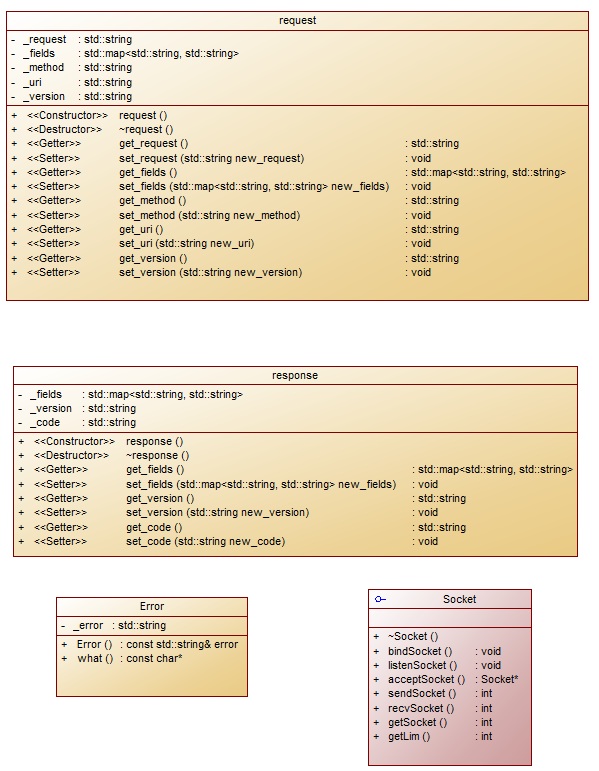 request
- _request : std::string
- _fields : std::map<std::string, std::string>
- _method : std::string
- _uri : std::string
- _version : std::string
+ <<Constructor>> request ()
+ <<Destructor>> ~request ()
+ <<Getter>> get_request () : std::string
+ <<Setter>> set_request (std::string new_request) : void
+ <<Getter>> get_fields () : std::map<std::string, std::string>
+ <<Setter>> set_fields (std::map<std::string, std::string> new_fields) : void
+ <<Getter>> get_method () : std::string
+ <<Setter>> set_method (std::string new_method) : void
+ <<Getter>> get_uri () : std::string
+ <<Setter>> set_uri (std::string new_uri) : void
+ <<Getter>> get_version () : std::string
+ <<Setter>> set_version (std::string new_version) : void
response
- _fields : std::map<std::string, std::string>
- _version : std::string
- _code : std::string
+ <<Constructor>> response ()
+ <<Destructor>> ~response ()
+ <<Getter>> get_fields () : std::map<std::string, std::string>
+ <<Setter>> set_fields (std::map<std::string, std::string> new_fields) : void
+ <<Getter>> get_version () : std::string
+ <<Setter>> set_version (std::string new_version) : void
+ <<Getter>> get_code () : std::string
+ <<Setter>> set_code (std::string new_code) : void
Error
- _error : std::string
+ Error () : const std::string& error
+ what () : const char*
Socket
+ ~Socket ()
+ bindSocket () : void
+ listenSocket () : void
+ acceptSocket () : Socket*
+ sendSocket () : int
+ recvSocket () : int
+ getSocket () : int
+ getLim () : int